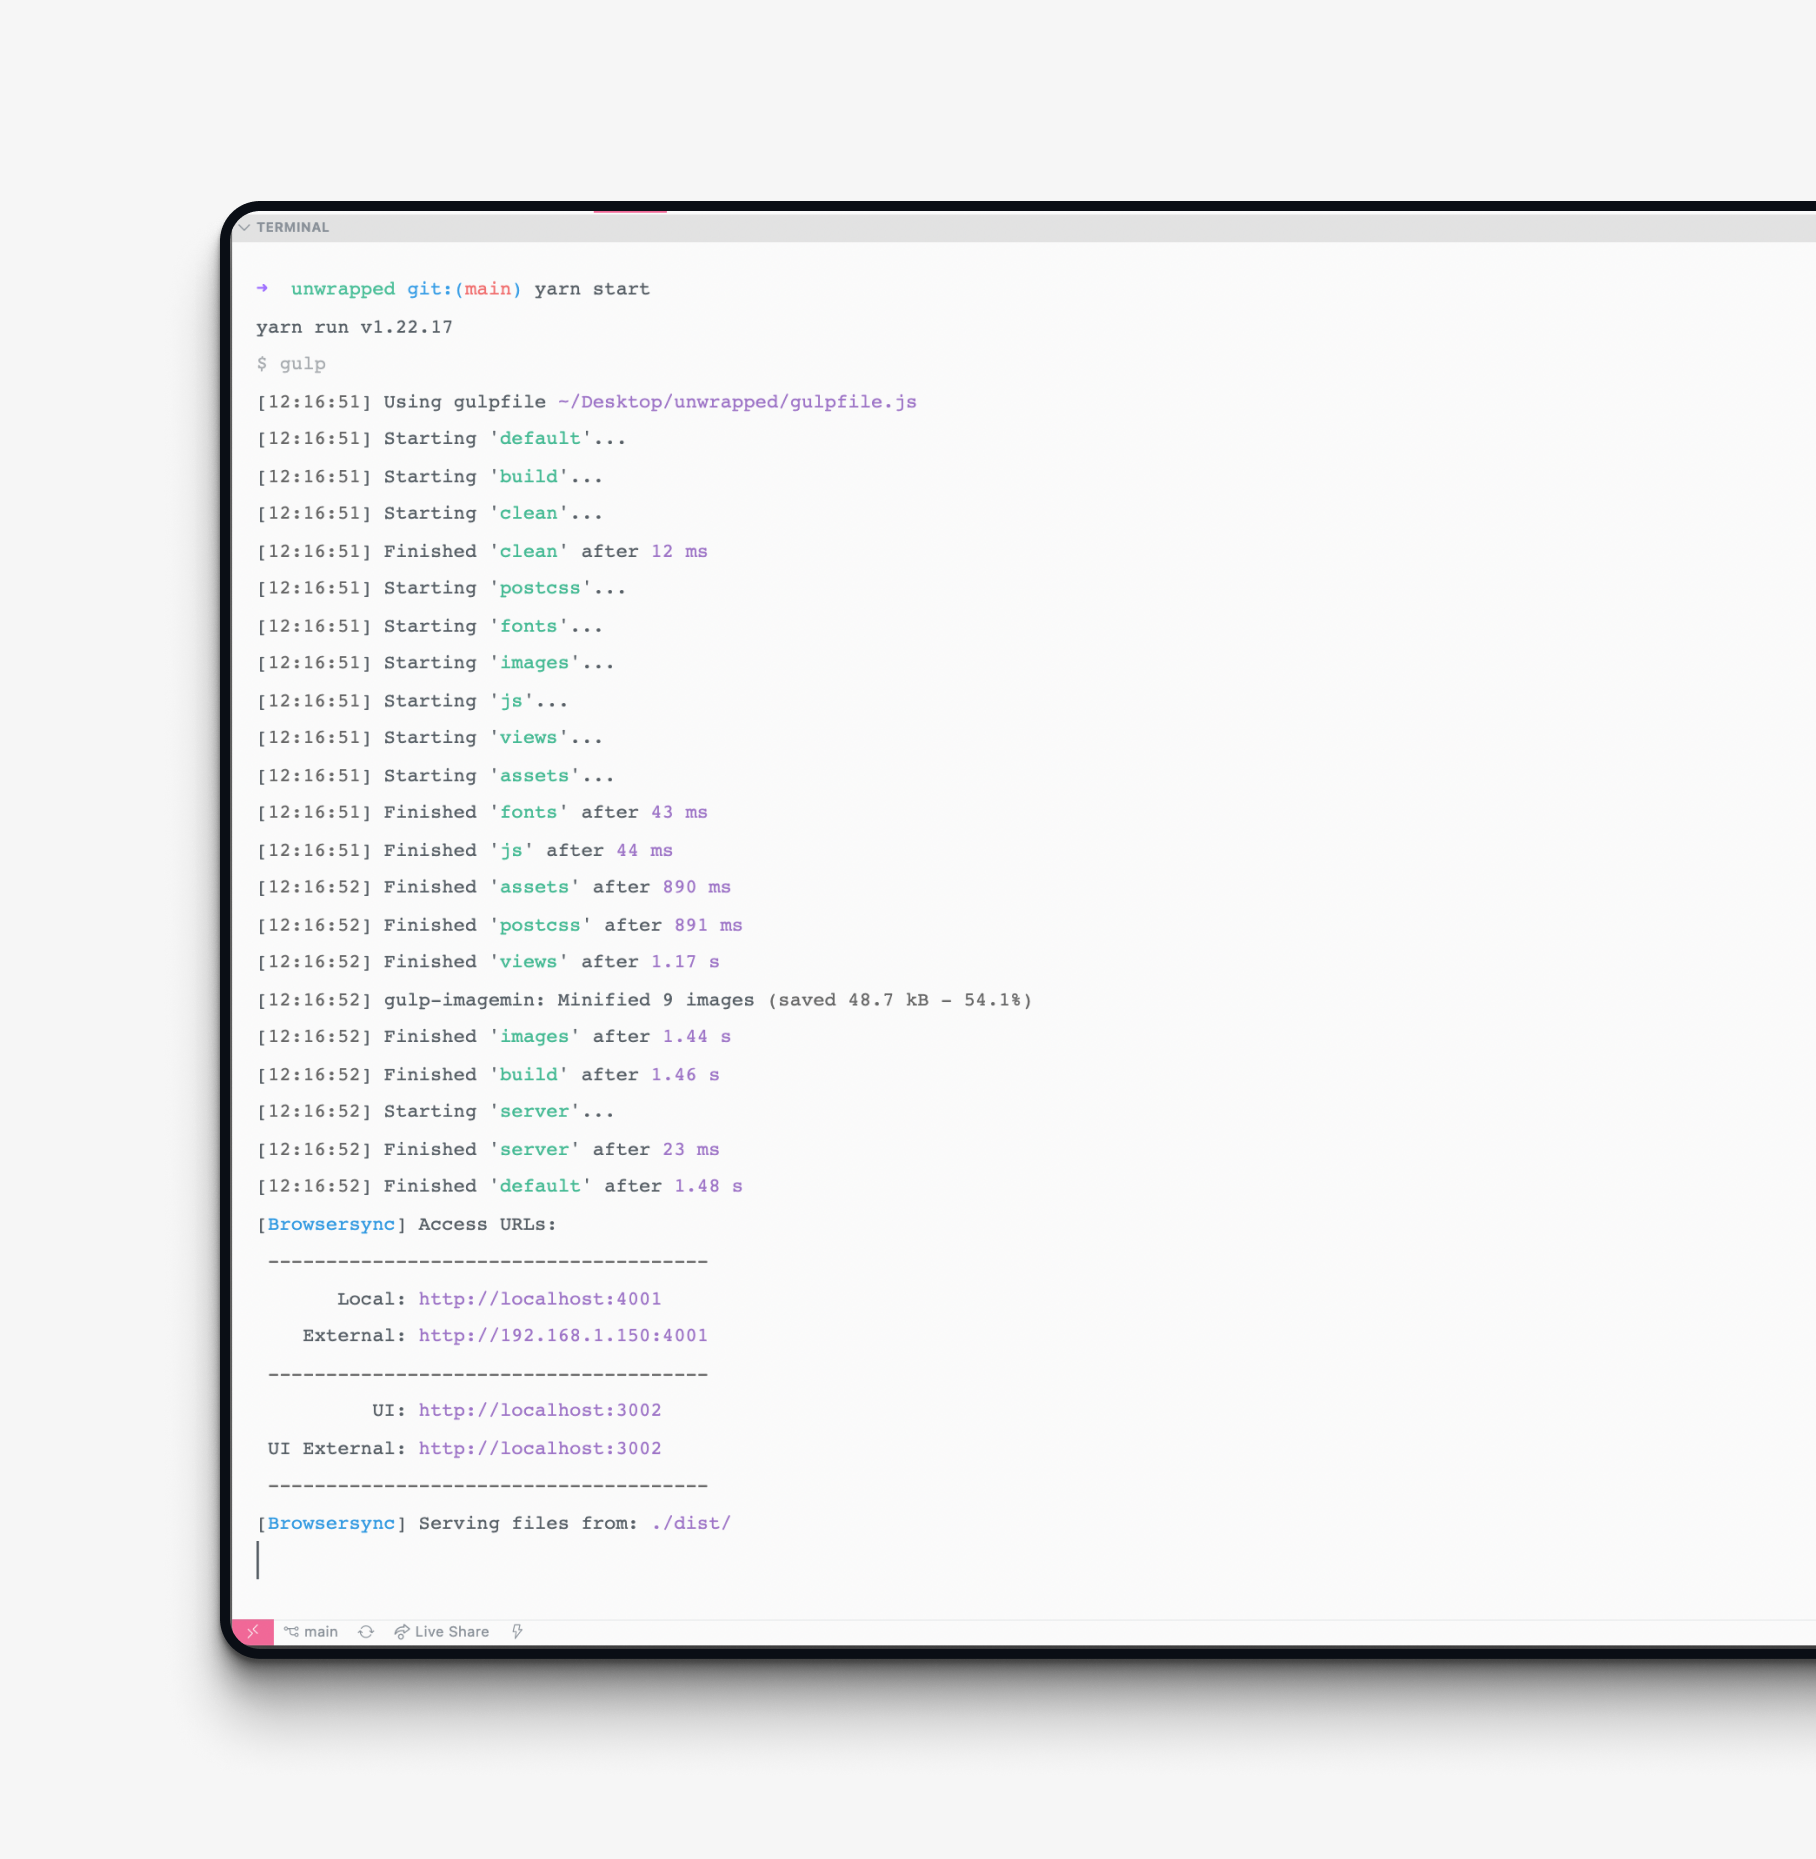 TERMINAL
➜  unwrapped git:(main) yarn start
yarn run v1.22.17
$ gulp
[12:16:51] Using gulpfile ~/Desktop/unwrapped/gulpfile.js
[12:16:51] Starting 'default'...
[12:16:51] Starting 'build'...
[12:16:51] Starting 'clean'...
[12:16:51] Finished 'clean' after 12 ms
[12:16:51] Starting 'postcss'...
[12:16:51] Starting 'fonts'...
[12:16:51] Starting 'images'...
[12:16:51] Starting 'js'...
[12:16:51] Starting 'views'...
[12:16:51] Starting 'assets'...
[12:16:51] Finished 'fonts' after 43 ms
[12:16:51] Finished 'js' after 44 ms
[12:16:52] Finished 'assets' after 890 ms
[12:16:52] Finished 'postcss' after 891 ms
[12:16:52] Finished 'views' after 1.17 s
[12:16:52] gulp-imagemin: Minified 9 images (saved 48.7 kB - 54.1%)
[12:16:52] Finished 'images' after 1.44 s
[12:16:52] Finished 'build' after 1.46 s
[12:16:52] Starting 'server'...
[12:16:52] Finished 'server' after 23 ms
[12:16:52] Finished 'default' after 1.48 s
[Browsersync] Access URLs:
 --------------------------------------
       Local: http://localhost:4001
    External: http://192.168.1.150:4001
 --------------------------------------
          UI: http://localhost:3002
 UI External: http://localhost:3002
 --------------------------------------
[Browsersync] Serving files from: ./dist/
main Live Share